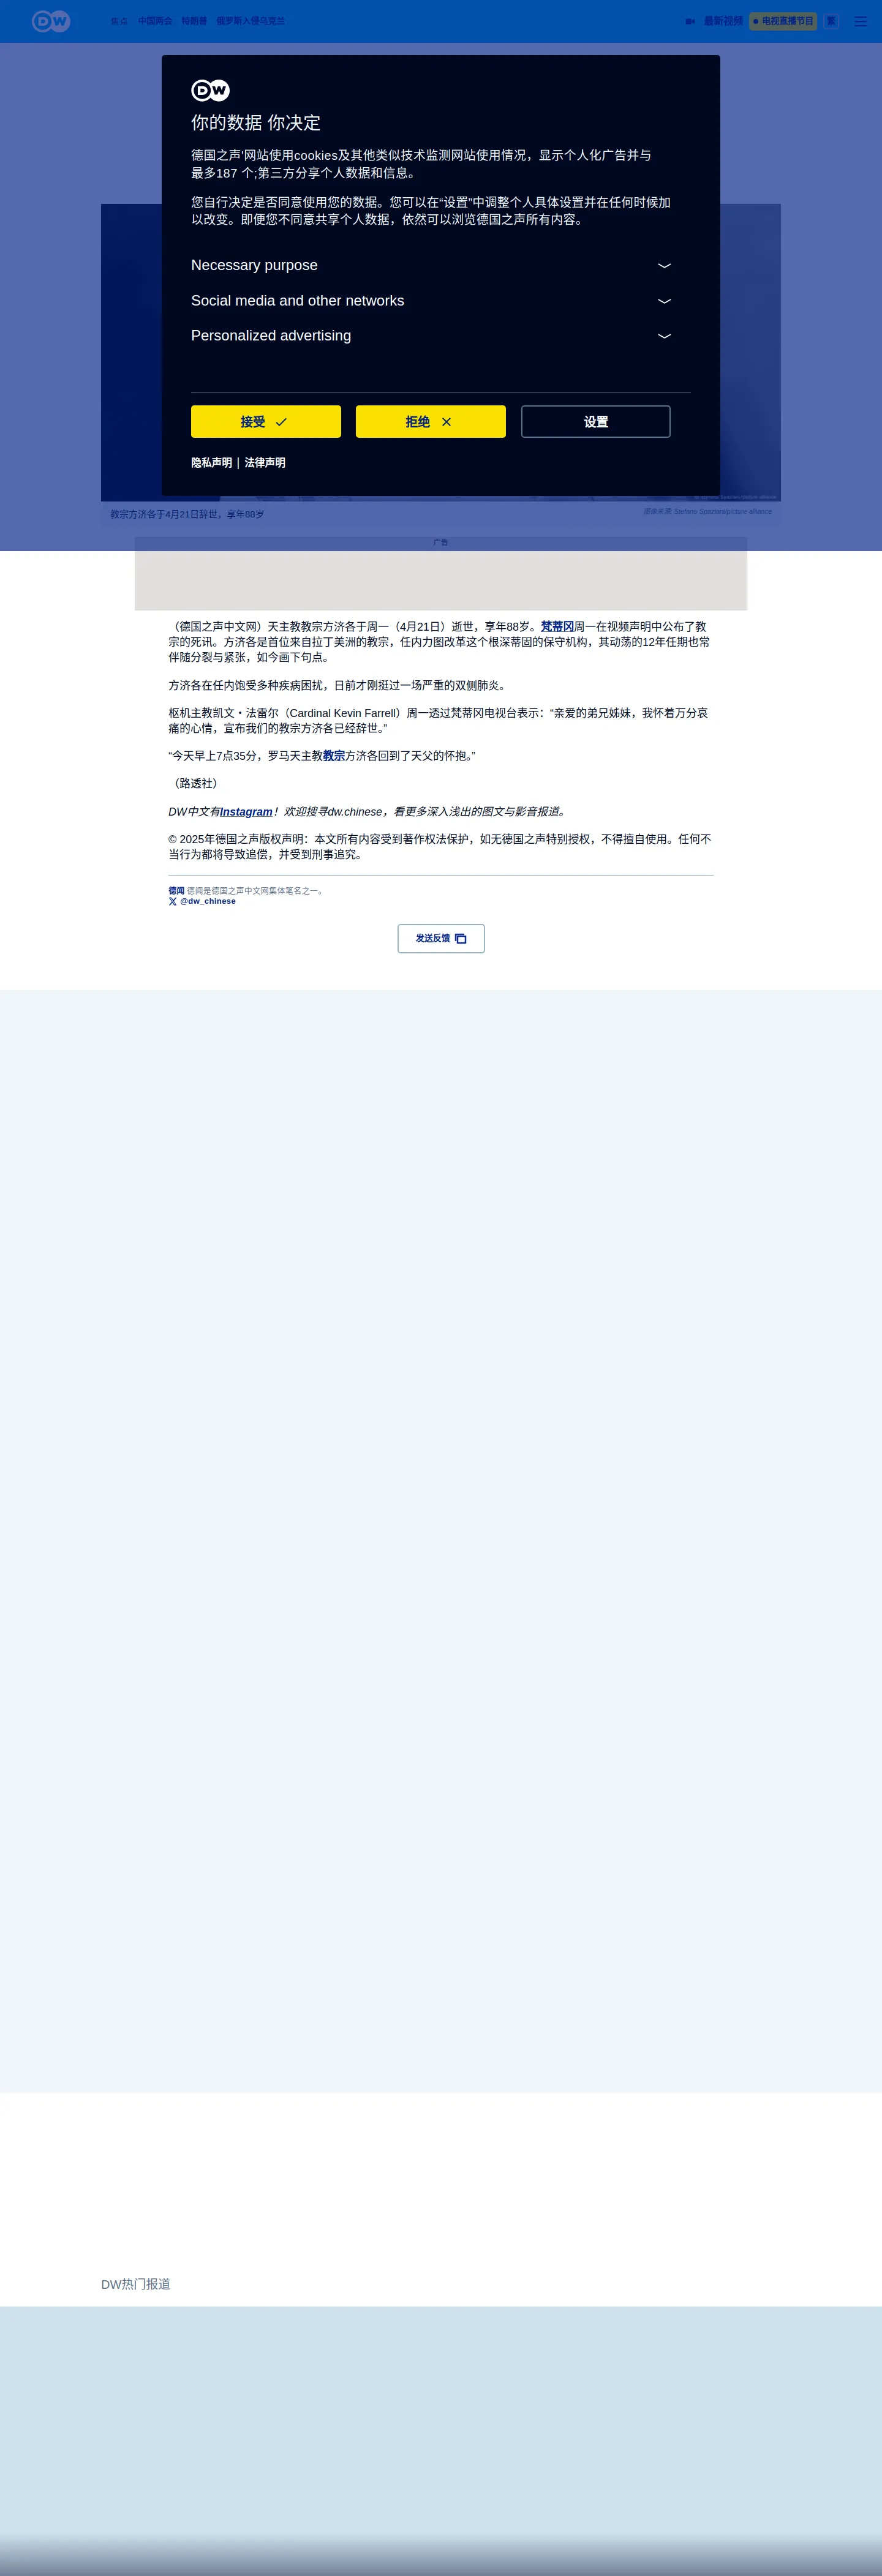 DW
焦点 中国两会 特朗普 俄罗斯入侵乌克兰
最新视频 电视直播节目 繁
DW
你的数据 你决定
德国之声'网站使用cookies及其他类似技术监测网站使用情况，显示个人化广告并与
最多187 个;第三方分享个人数据和信息。
您自行决定是否同意使用您的数据。您可以在“设置”中调整个人具体设置并在任何时候加
以改变。即便您不同意共享个人数据，依然可以浏览德国之声所有内容。
Necessary purpose
Social media and other networks
Personalized advertising
接受 拒绝 设置
隐私声明 | 法律声明
教宗方济各于4月21日辞世，享年88岁
广告
（德国之声中文网）天主教教宗方济各于周一（4月21日）逝世，享年88岁。梵蒂冈周一在视频声明中公布了教
宗的死讯。方济各是首位来自拉丁美洲的教宗，任内力图改革这个根深蒂固的保守机构，其动荡的12年任期也常
伴随分裂与紧张，如今画下句点。
方济各在任内饱受多种疾病困扰，日前才刚挺过一场严重的双侧肺炎。
枢机主教凯文・法雷尔（Cardinal Kevin Farrell）周一透过梵蒂冈电视台表示：“亲爱的弟兄姊妹，我怀着万分哀
痛的心情，宣布我们的教宗方济各已经辞世。”
“今天早上7点35分，罗马天主教教宗方济各回到了天父的怀抱。”
（路透社）
DW中文有Instagram！欢迎搜寻dw.chinese，看更多深入浅出的图文与影音报道。
© 2025年德国之声版权声明：本文所有内容受到著作权法保护，如无德国之声特别授权，不得擅自使用。任何不
当行为都将导致追偿，并受到刑事追究。
德闻 德闻是德国之声中文网集体笔名之一。
@dw_chinese
发送反馈
DW热门报道